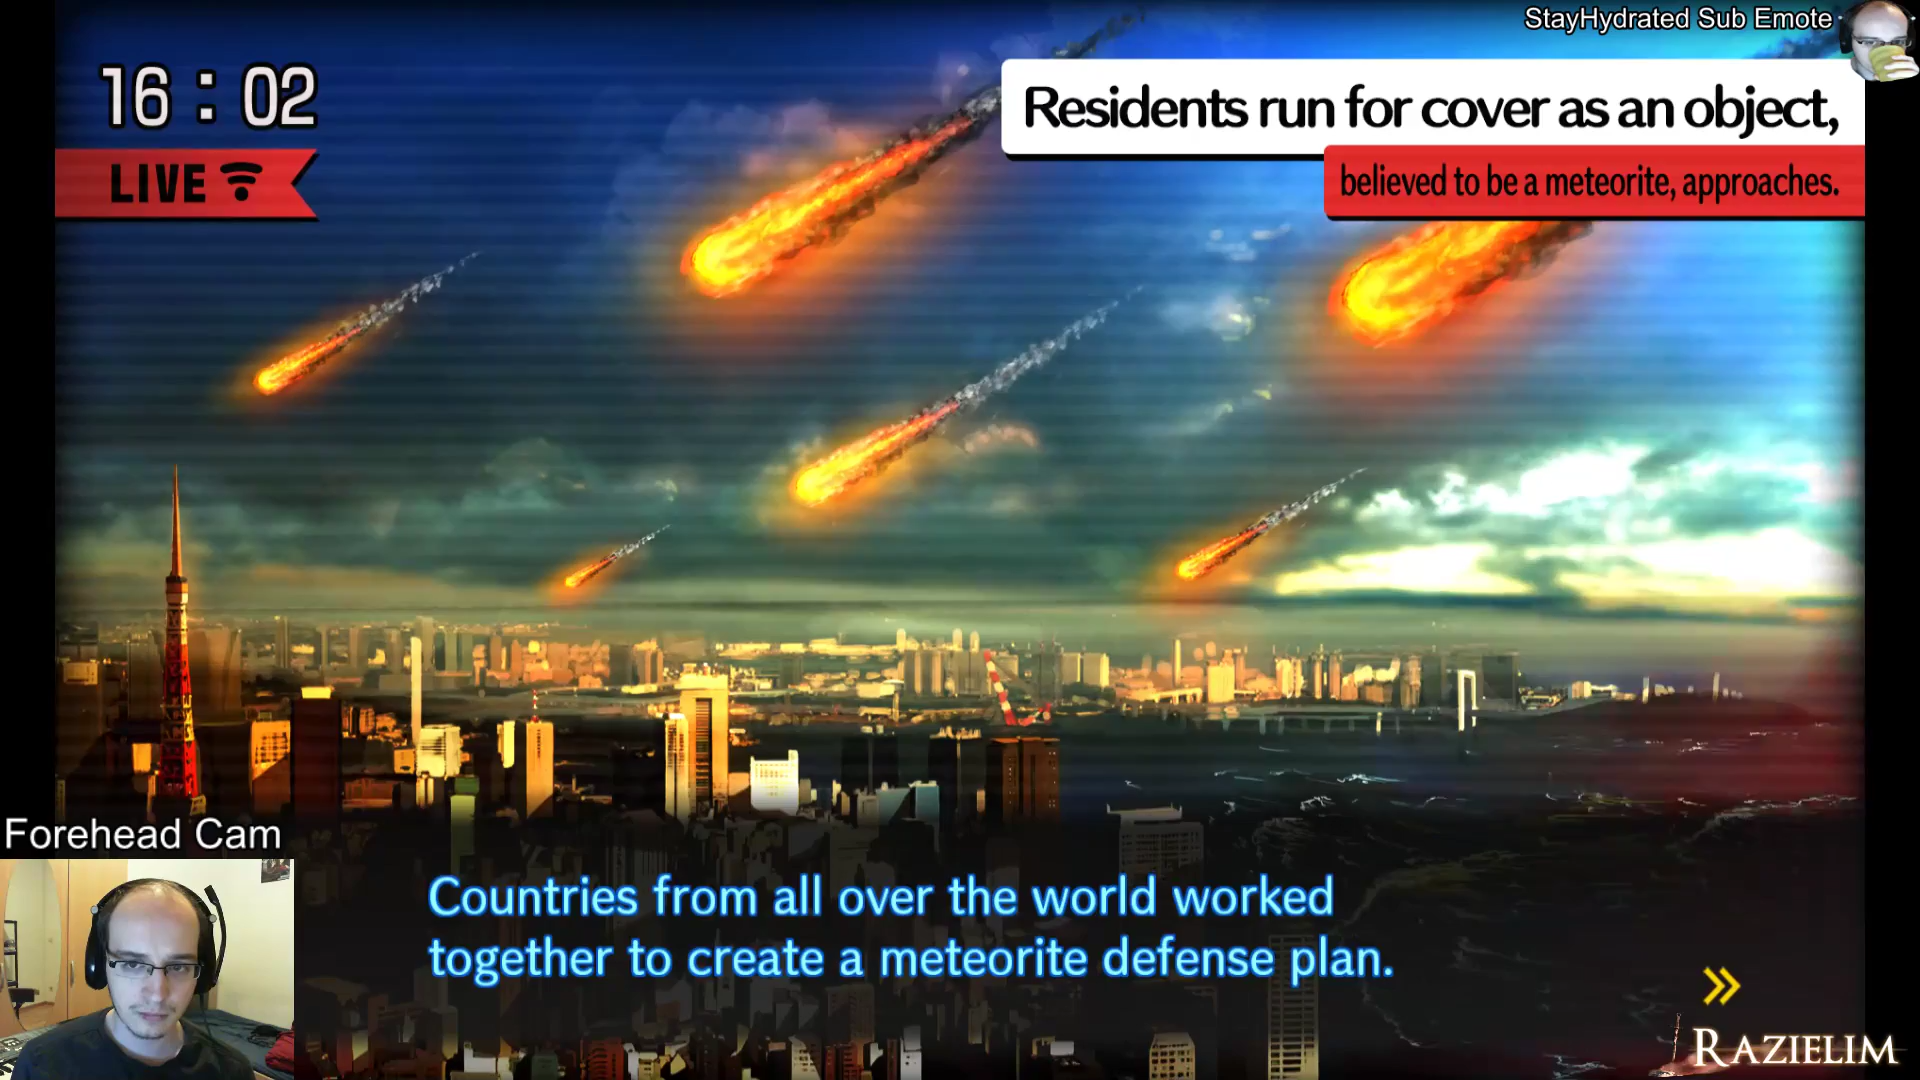 StayHydrated Sub Emote
16 : 02
LIVE
Residents run for cover as an object,
believed to be a meteorite, approaches.
Forehead Cam
Countries from all over the world worked
together to create a meteorite defense plan.
RAZIELIM